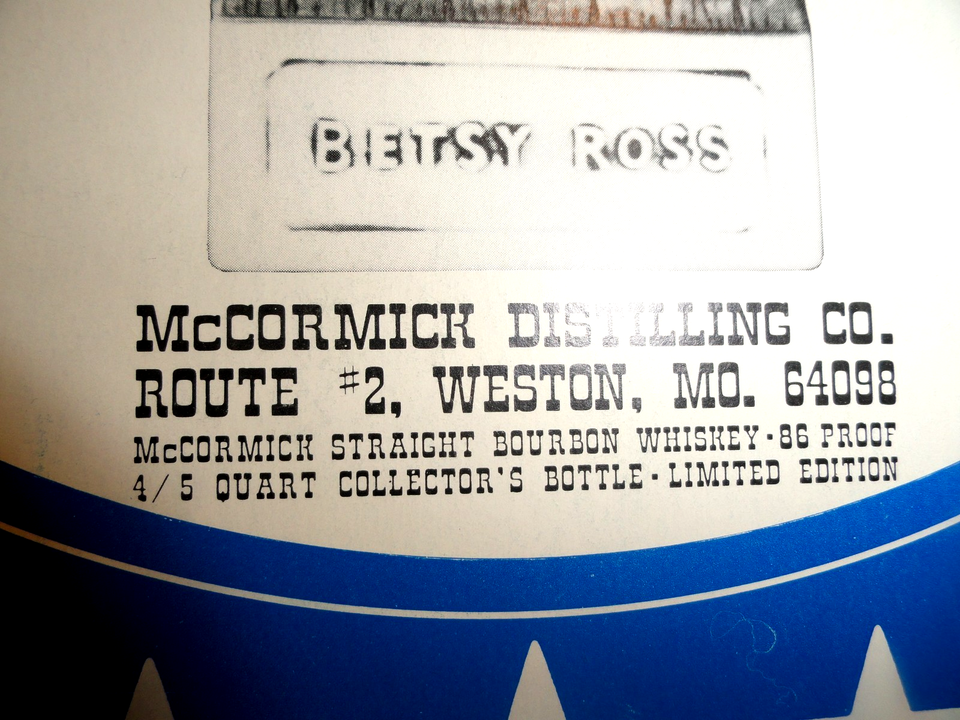 BETSY ROSS
McCORMICK DISTILLING CO.
ROUTE #2, WESTON, MO. 64098
McCORMICK STRAIGHT BOURBON WHISKEY·86 PROOF
4/5 QUART COLLECTOR'S BOTTLE·LIMITED EDITION